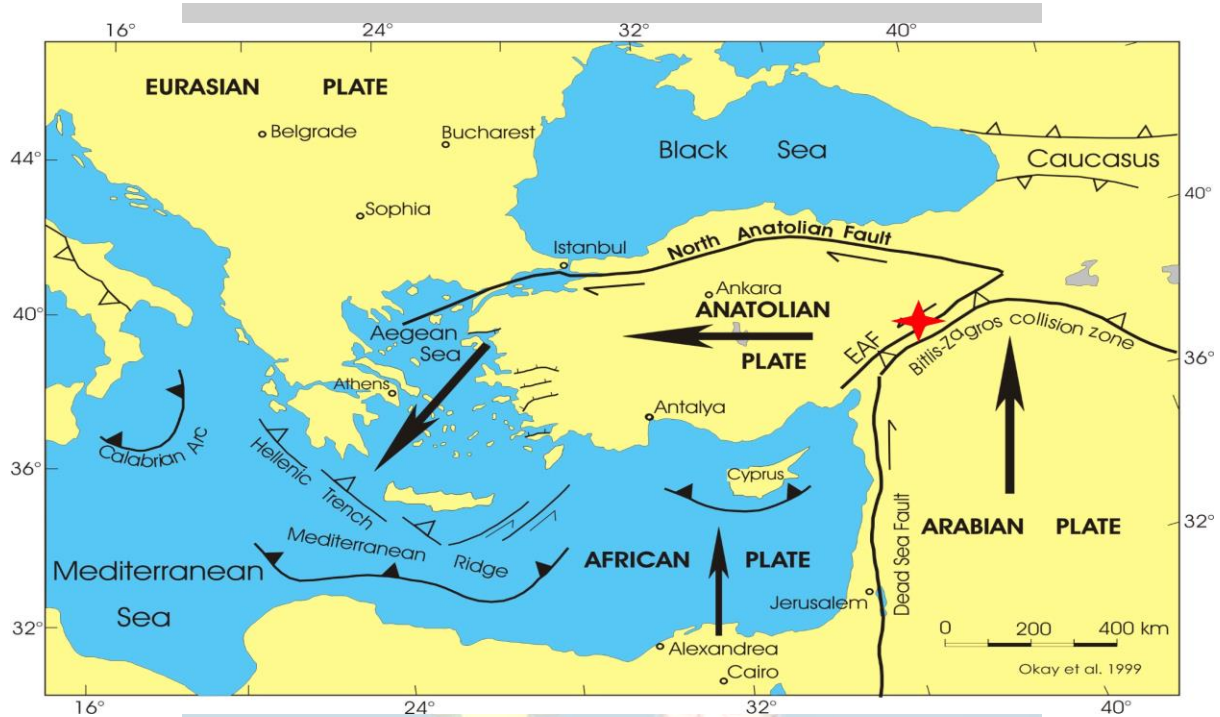 16° 24° 32° 40°
EURASIAN PLATE
Belgrade
Bucharest
Black Sea
Caucasus
44°
40°
Sophia
Istanbul
North Anatolian Fault
Ankara
ANATOLIAN
PLATE
40°
Aegean
Sea
EAF
Bitlis-Zagros collision zone
36°
Athens
Antalya
Calabrian Arc
36°
Hellenic
Trench
Cyprus
Mediterranean
Ridge
AFRICAN PLATE
Dead Sea Fault
ARABIAN PLATE
32°
Mediterranean
Sea
Jerusalem
0 200 400 km
32°
Alexandrea
Cairo
Okay et al. 1999
16° 24° 32° 40°